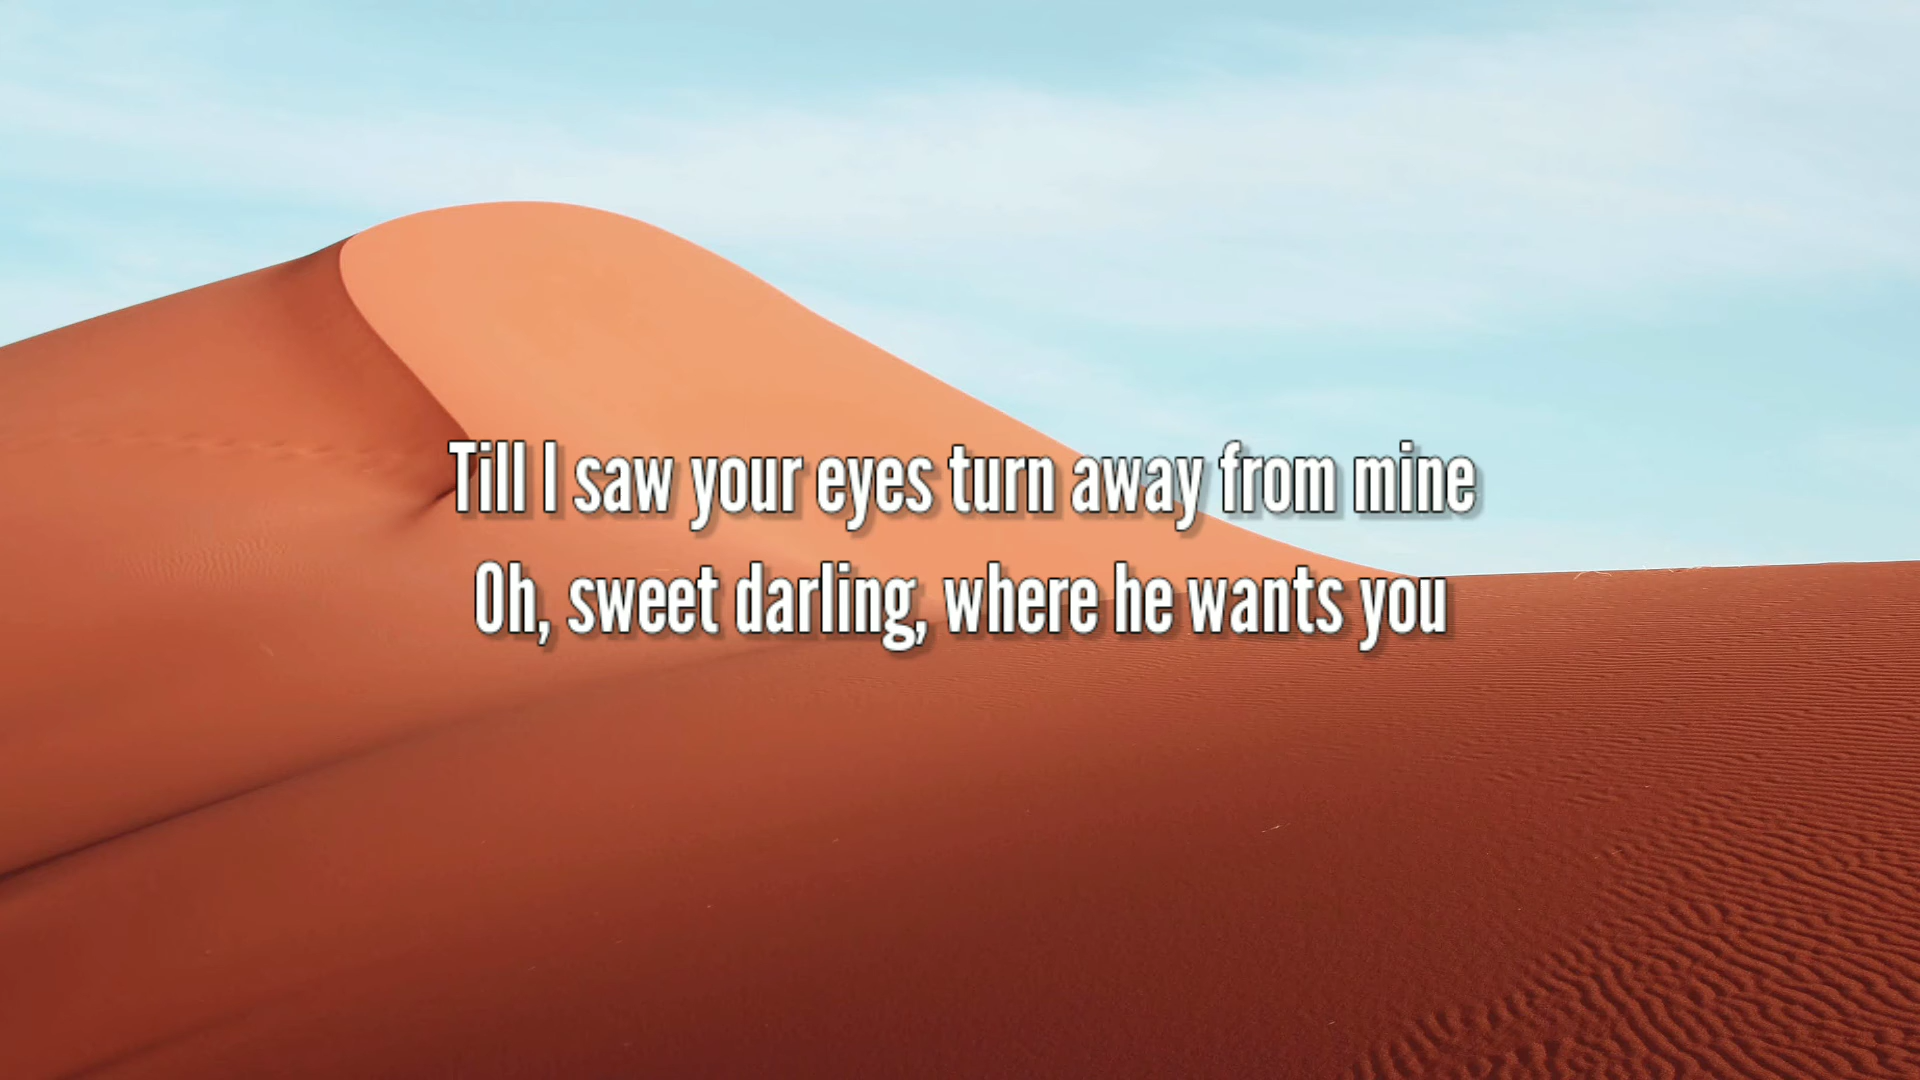 Till I saw your eyes turn away from mine
Oh, sweet darling, where he wants you